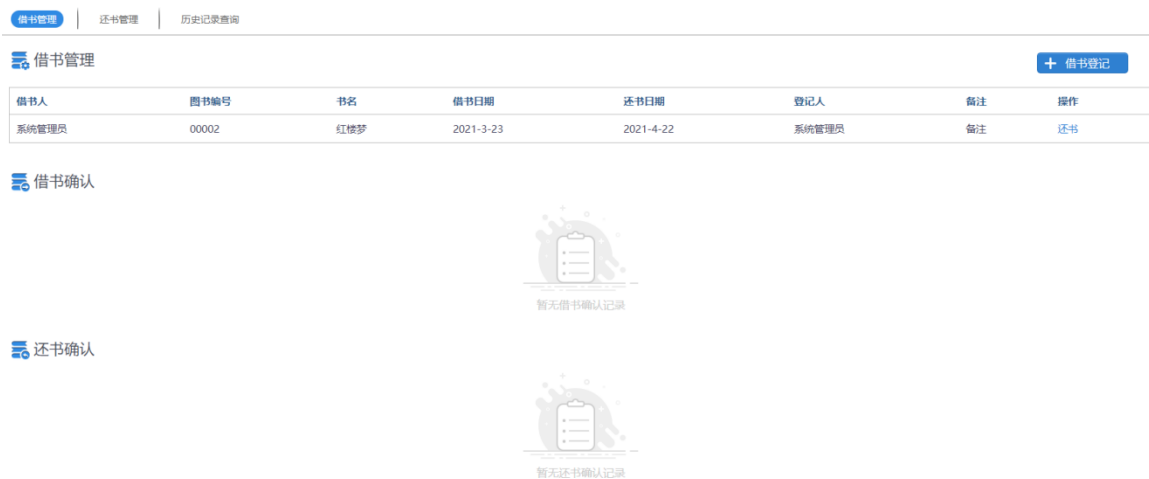 借书管理 还书管理 历史记录查询
借书管理 借书登记
借书人 图书编号 书名 借书日期 还书日期 登记人 备注 操作
系统管理员 00002 红楼梦 2021-3-23 2021-4-22 系统管理员 备注 还书
借书确认
暂无借书确认记录
还书确认
暂无还书确认记录